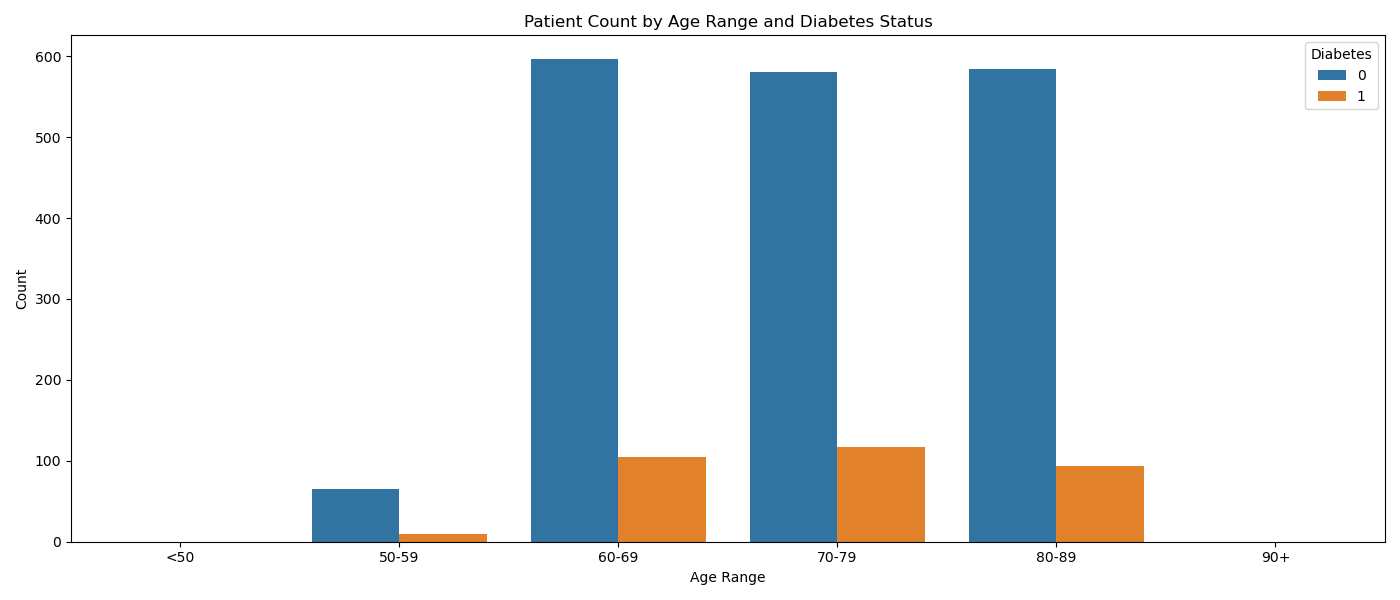 Patient Count by Age Range and Diabetes Status
Diabetes
0
1
600
500
400
300
200
100
0
Count
<50 50-59 60-69 70-79 80-89 90+
Age Range